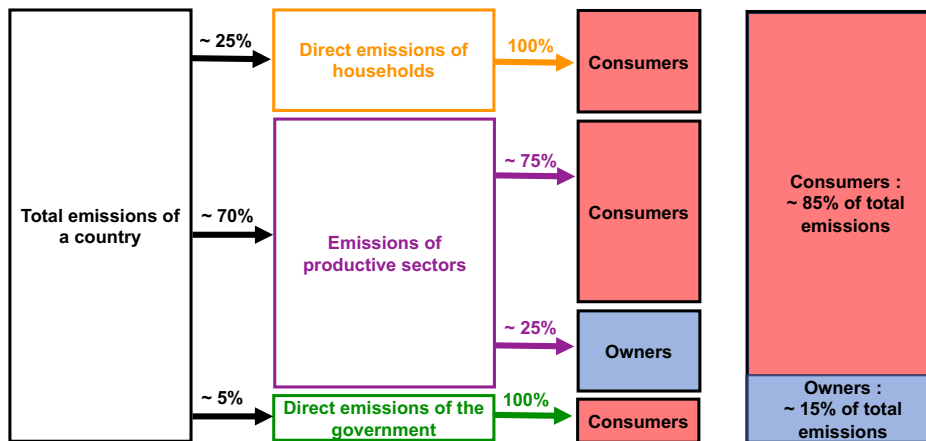 Total emissions of
a country
~ 25%
~ 70%
~ 5%
Direct emissions of
households
Emissions of
productive sectors
Direct emissions of the
government
100%
~ 75%
~ 25%
100%
Consumers
Consumers
Owners
Consumers
Consumers :
~ 85% of total
emissions
Owners :
~ 15% of total
emissions